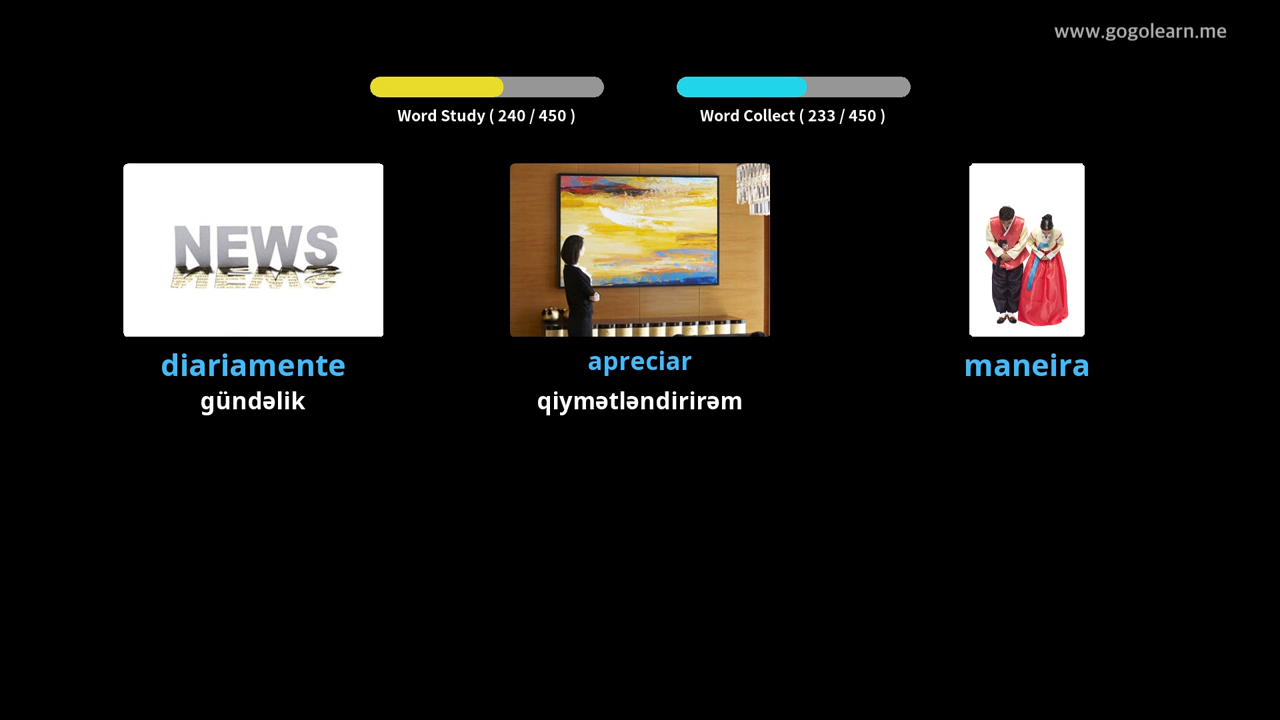 www.gogolearn.me
Word Study ( 240 / 450 )
Word Collect ( 233 / 450 )
NEWS
diariamente
gündəlik
apreciar
qiymətləndirirəm
maneira